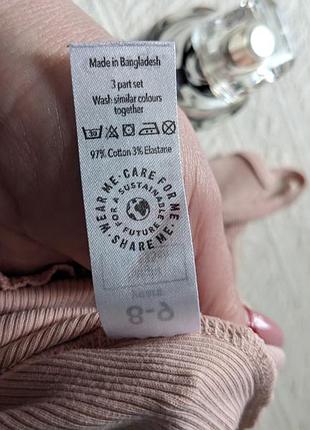 Made in Bangladesh
3 part set
Wash similar colours
together
97% Cotton 3% Elastane
WEAR ME · CARE FOR ME · SHARE ME ·
FOR A SUSTAINABLE FUTURE
8-9